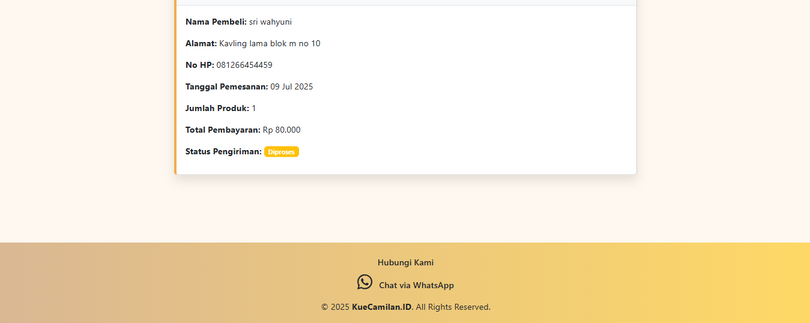 Nama Pembeli: sri wahyuni
Alamat: Kavling lama blok m no 10
No HP: 081266454459
Tanggal Pemesanan: 09 Jul 2025
Jumlah Produk: 1
Total Pembayaran: Rp 80.000
Status Pengiriman: Diproses
Hubungi Kami
Chat via WhatsApp
© 2025 KueCamilan.ID. All Rights Reserved.